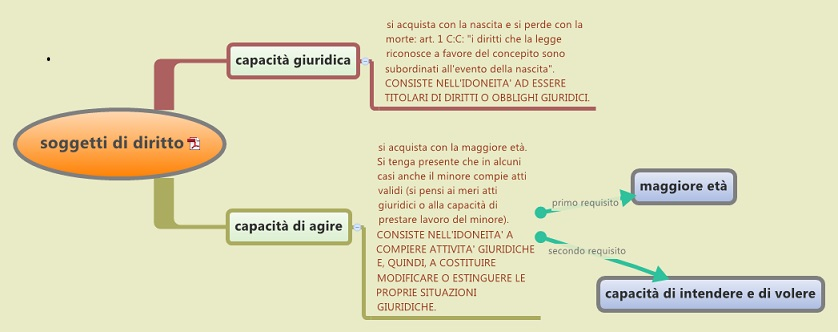 si acquista con la nascita e si perde con la
morte: art. 1 C:C: "i diritti che la legge
riconosce a favore del concepito sono
subordinati all'evento della nascita".
CONSISTE NELL'IDONEITA' AD ESSERE
TITOLARI DI DIRITTI O OBBLIGHI GIURIDICI.
capacità giuridica
soggetti di diritto
capacità di agire
si acquista con la maggiore età.
Si tenga presente che in alcuni
casi anche il minore compie atti
validi (si pensi ai meri atti
giuridici o alla capacità di
prestare lavoro del minore).
CONSISTE NELL'IDONEITA' A
COMPIERE ATTIVITA' GIURIDICHE
E, QUINDI, A COSTITUIRE
MODIFICARE O ESTINGUERE LE
PROPRIE SITUAZIONI
GIURIDICHE.
primo requisito
maggiore età
secondo requisito
capacità di intendere e di volere